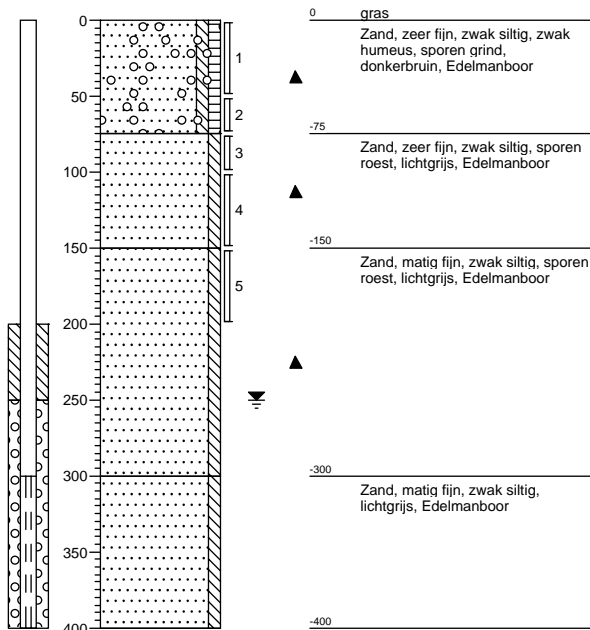 0
50
100
150
200
250
300
350
400
1
2
3
4
5
0
gras
Zand, zeer fijn, zwak siltig, zwak
humeus, sporen grind,
donkerbruin, Edelmanboor
-75
Zand, zeer fijn, zwak siltig, sporen
roest, lichtgrijs, Edelmanboor
-150
Zand, matig fijn, zwak siltig, sporen
roest, lichtgrijs, Edelmanboor
-300
Zand, matig fijn, zwak siltig,
lichtgrijs, Edelmanboor
-400